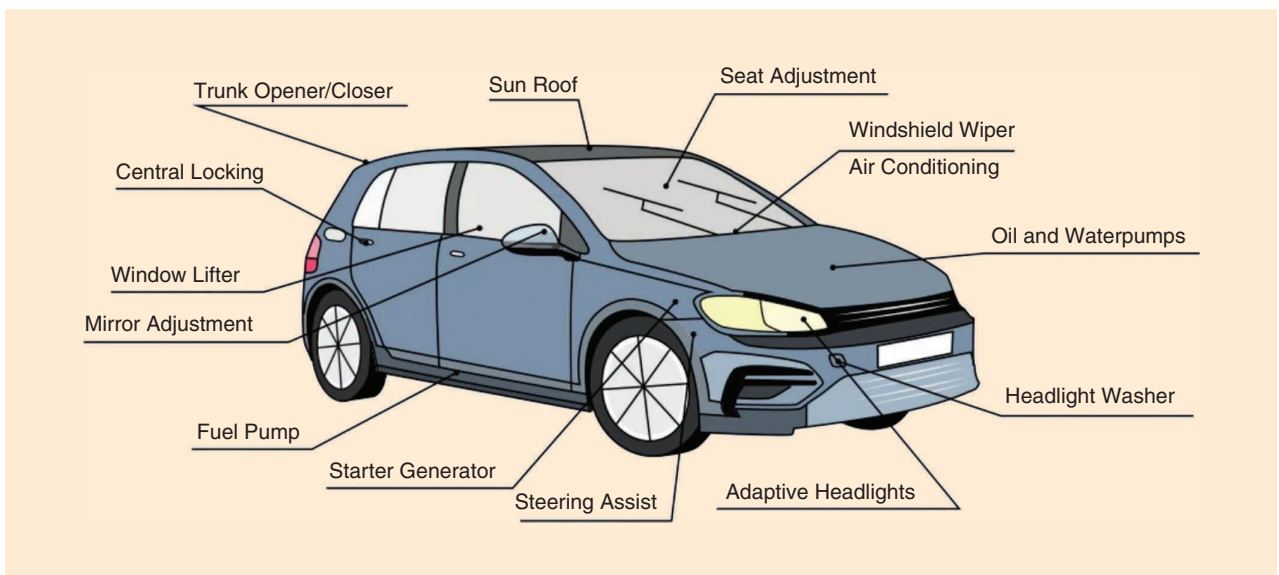 Trunk Opener/Closer
Sun Roof
Seat Adjustment
Windshield Wiper
Air Conditioning
Central Locking
Oil and Waterpumps
Window Lifter
Mirror Adjustment
Headlight Washer
Fuel Pump
Starter Generator
Steering Assist
Adaptive Headlights